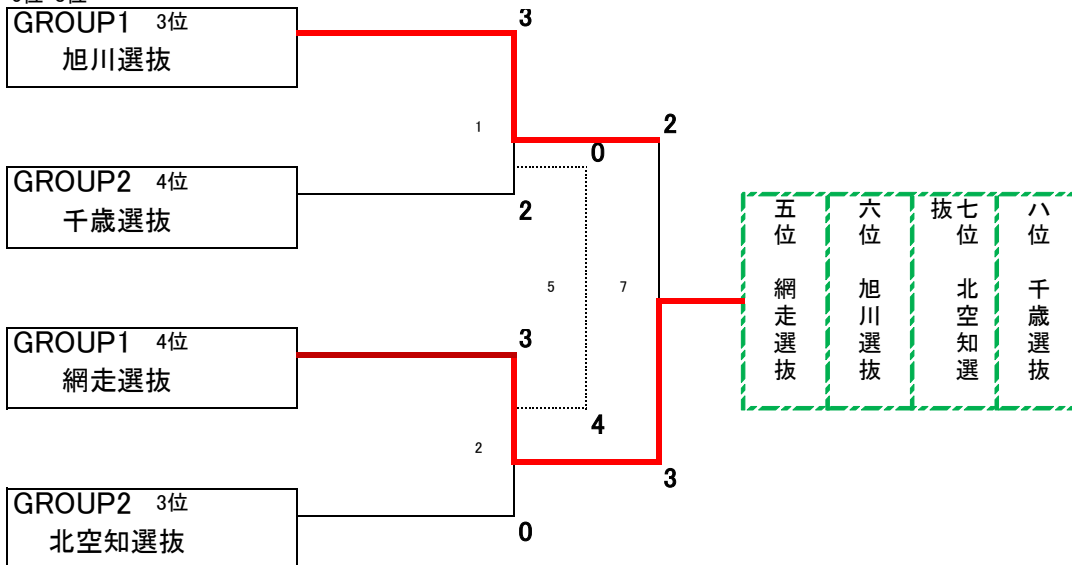 GROUP1 3位
旭川選抜
3
1
2
0
GROUP2 4位
千歳選抜
2
5
7
GROUP1 4位
網走選抜
3
4
2
3
GROUP2 3位
北空知選抜
0
五位 網走選抜
六位 旭川選抜
七位 北空知選抜
八位 千歳選抜